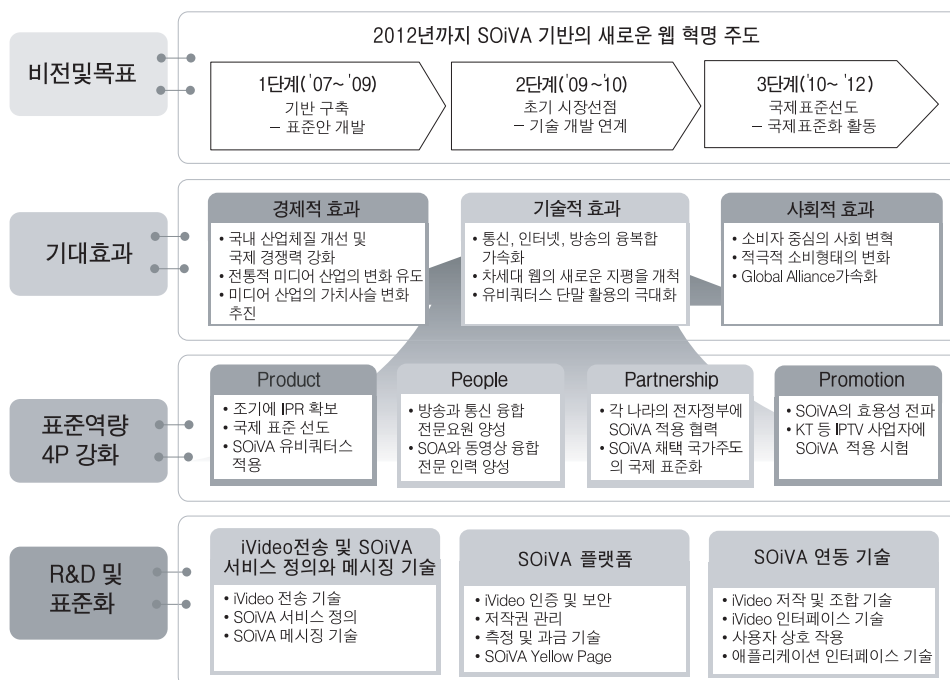 비전및목표
2012년까지 SOiVA 기반의 새로운 웹 혁명 주도
1단계('07~ '09)
기반 구축
– 표준안 개발
2단계('09 ~'10)
초기 시장선점
– 기술 개발 연계
3단계('10~ '12)
국제표준선도
– 국제표준화 활동
기대효과
경제적 효과
• 국내 산업체질 개선 및
국제 경쟁력 강화
• 전통적 미디어 산업의 변화 유도
• 미디어 산업의 가치사슬 변화
추진
기술적 효과
• 통신, 인터넷, 방송의 융복합
가속화
• 차세대 웹의 새로운 지평을 개척
• 유비쿼터스 단말 활용의 극대화
사회적 효과
• 소비자 중심의 사회 변혁
• 적극적 소비형태의 변화
• Global Alliance가속화
표준역량
4P 강화
Product
• 조기에 IPR 확보
• 국제 표준 선도
• SOiVA 유비쿼터스
적용
People
• 방송과 통신 융합
전문요원 양성
• SOA와 동영상 융합
전문 인력 양성
Partnership
• 각 나라의 전자정부에
SOiVA 적용 협력
• SOiVA 채택 국가주도
의 국제 표준화
Promotion
• SOiVA의 효용성 전파
• KT 등 IPTV 사업자에
SOiVA 적용 시험
R&D 및
표준화
iVideo전송 및 SOiVA
서비스 정의와 메시징 기술
• iVideo 전송 기술
• SOiVA 서비스 정의
• SOiVA 메시징 기술
SOiVA 플랫폼
• iVideo 인증 및 보안
• 저작권 관리
• 측정 및 과금 기술
• SOiVA Yellow Page
SOiVA 연동 기술
• iVideo 저작 및 조합 기술
• iVideo 인터페이스 기술
• 사용자 상호 작용
• 애플리케이션 인터페이스 기술